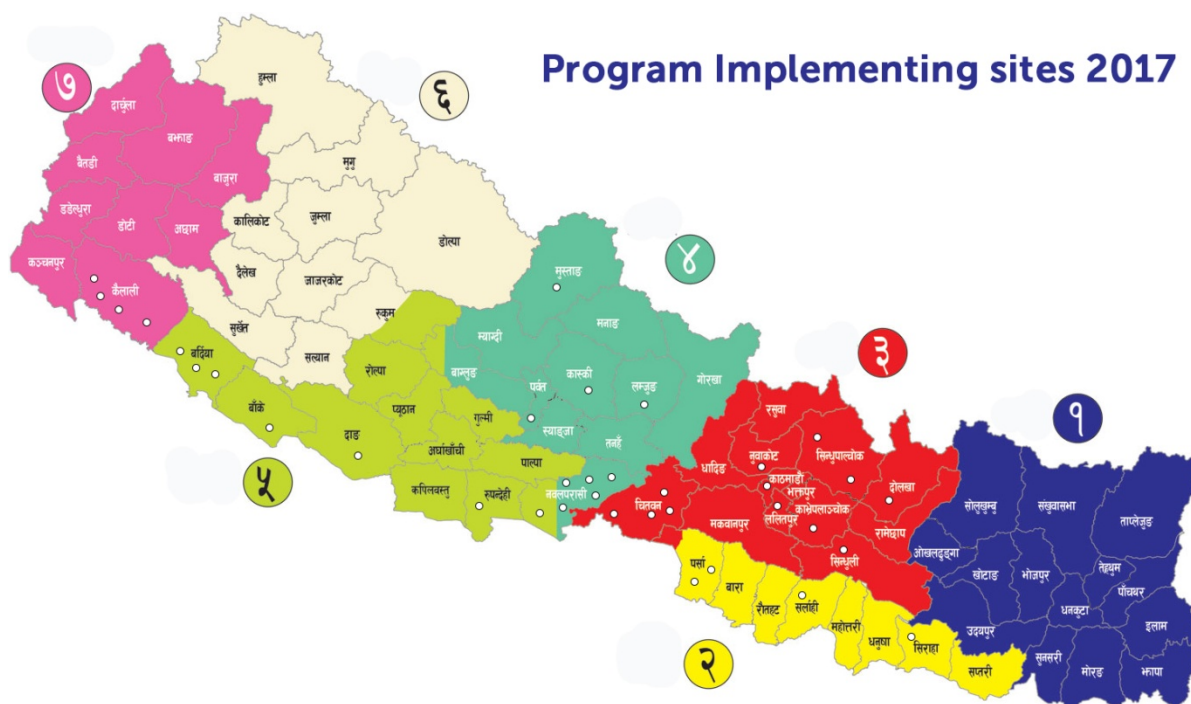 Program Implementing sites 2017
७
६
हुम्ला
दार्चुला
बझाङ
बैतडी
बाजुरा
मुगु
डडेल्धुरा
डोटी
अछाम
कालिकोट
जुम्ला
डोल्पा
कञ्चनपुर
कैलाली
दैलेख
जाजरकोट
रुकुम
सुर्खेत
सल्यान
४
मुस्ताङ
मनाङ
म्याग्दी
बाग्लुङ
पर्वत
कास्की
लम्जुङ
गोरखा
स्याङ्जा
तनहुँ
बर्दिया
बाँके
रोल्पा
प्यूठान
गुल्मी
दाङ
अर्घाखाँची
पाल्पा
कपिलवस्तु
रुपन्देही
नवलपरासी
५
३
रसुवा
नुवाकोट
सिन्धुपाल्चोक
धादिङ
काठमाडौं
भक्तपुर
दोलखा
चितवन
ललितपुर
काभ्रेपलाञ्चोक
मकवानपुर
रामेछाप
सिन्धुली
१
सोलुखुम्बु
संखुवासभा
ताप्लेजुङ
ओखलढुङ्गा
खोटाङ
भोजपुर
तेह्रथुम
पाँचथर
धनकुटा
इलाम
उदयपुर
सुनसरी
मोरङ
झापा
पर्सा
बारा
रौतहट
सर्लाही
महोत्तरी
धनुषा
सिराहा
सप्तरी
२